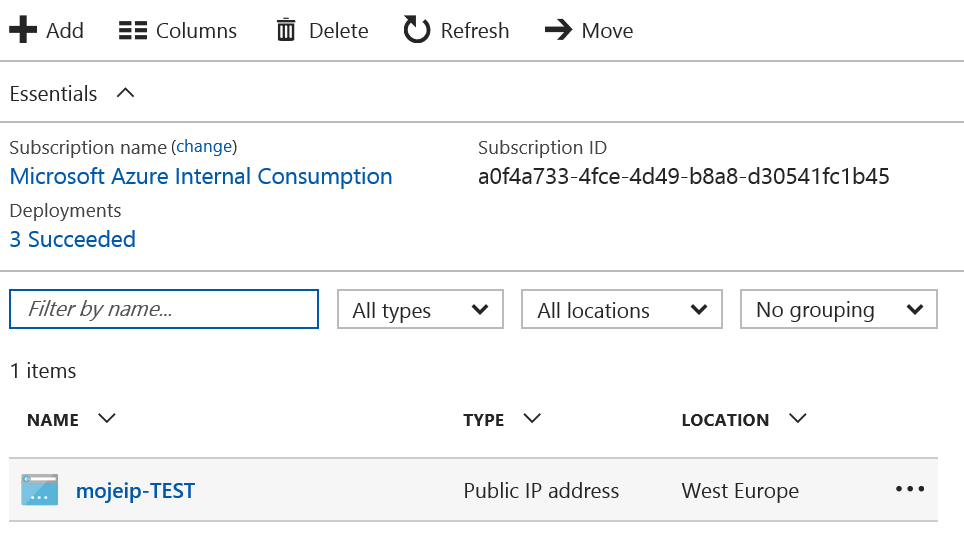 Add Columns Delete Refresh Move
Essentials
Subscription name (change) Subscription ID
Microsoft Azure Internal Consumption a0f4a733-4fce-4d49-b8a8-d30541fc1b45
Deployments
3 Succeeded
Filter by name... All types All locations No grouping
1 items
NAME TYPE LOCATION
mojeip-TEST Public IP address West Europe